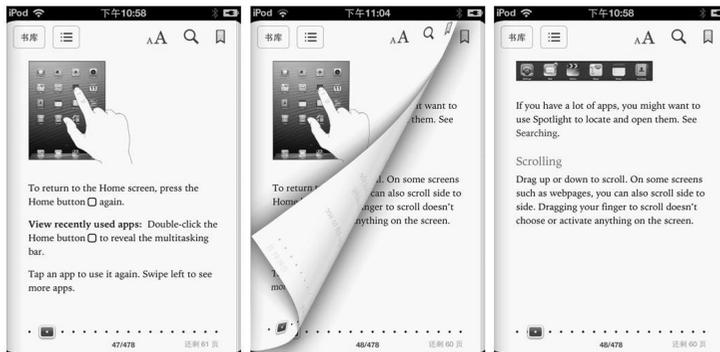 iPod 下午10:58
书库 AA
To return to the Home screen, press the
Home button again.
View recently used apps: Double-click the
Home button to reveal the multitasking
bar.
Tap an app to use it again. Swipe left to see
more apps.
47/478 还剩 61 页
iPod 下午11:04
书库 AA
it want to
them. See
To return
Home
l. On some screens
can also scroll side to
nger to scroll doesn't
nything on the screen.
48/478 还剩 60 页
iPod 下午10:58
书库 AA
If you have a lot of apps, you might want to
use Spotlight to locate and open them. See
Searching.
Scrolling
Drag up or down to scroll. On some screens
such as webpages, you can also scroll side to
side. Dragging your finger to scroll doesn't
choose or activate anything on the screen.
48/478 还剩 60 页